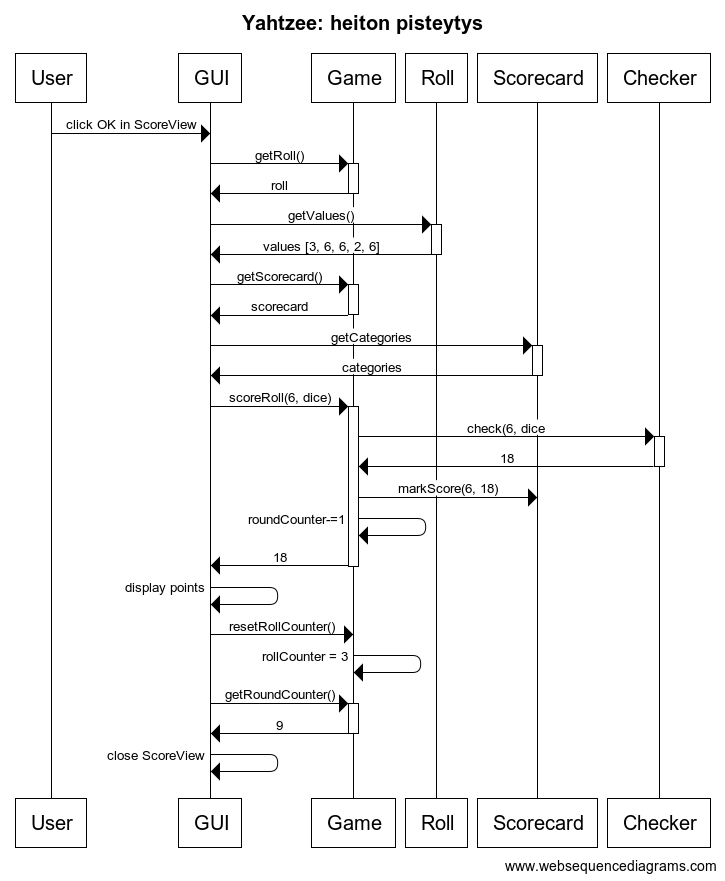 Yahtzee: heiton pisteytys
User GUI Game Roll Scorecard Checker
click OK in ScoreView
getRoll()
roll
getValues()
values [3, 6, 6, 2, 6]
getScorecard()
scorecard
getCategories
categories
scoreRoll(6, dice)
check(6, dice
18
markScore(6, 18)
roundCounter-=1
18
display points
resetRollCounter()
rollCounter = 3
getRoundCounter()
9
close ScoreView
User GUI Game Roll Scorecard Checker
www.websequencediagrams.com